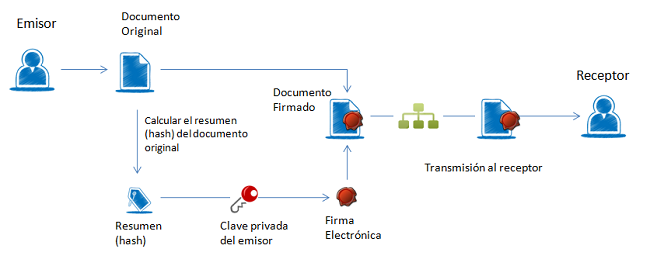 Emisor
Documento
Original
Calcular el resumen
(hash) del documento
original
Resumen
(hash)
Clave privada
del emisor
Firma
Electrónica
Documento
Firmado
Transmisión al receptor
Receptor